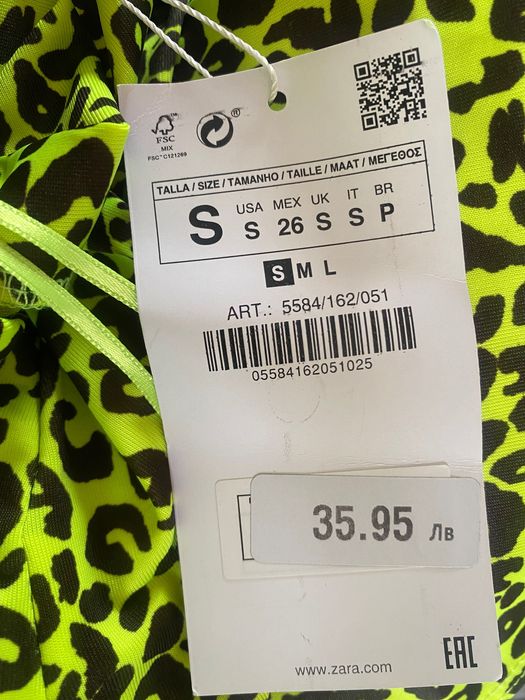 FSC
MIX
FSC® C121269
®
TALLA / SIZE / TAMANHO / TAILLE / MAAT / ΜΕΓΕΘΟΣ
S
USA MEX UK IT BR
S 26 S S P
S M L
ART.: 5584/162/051
05584162051025
35.95 Лв
www.zara.com
EAC